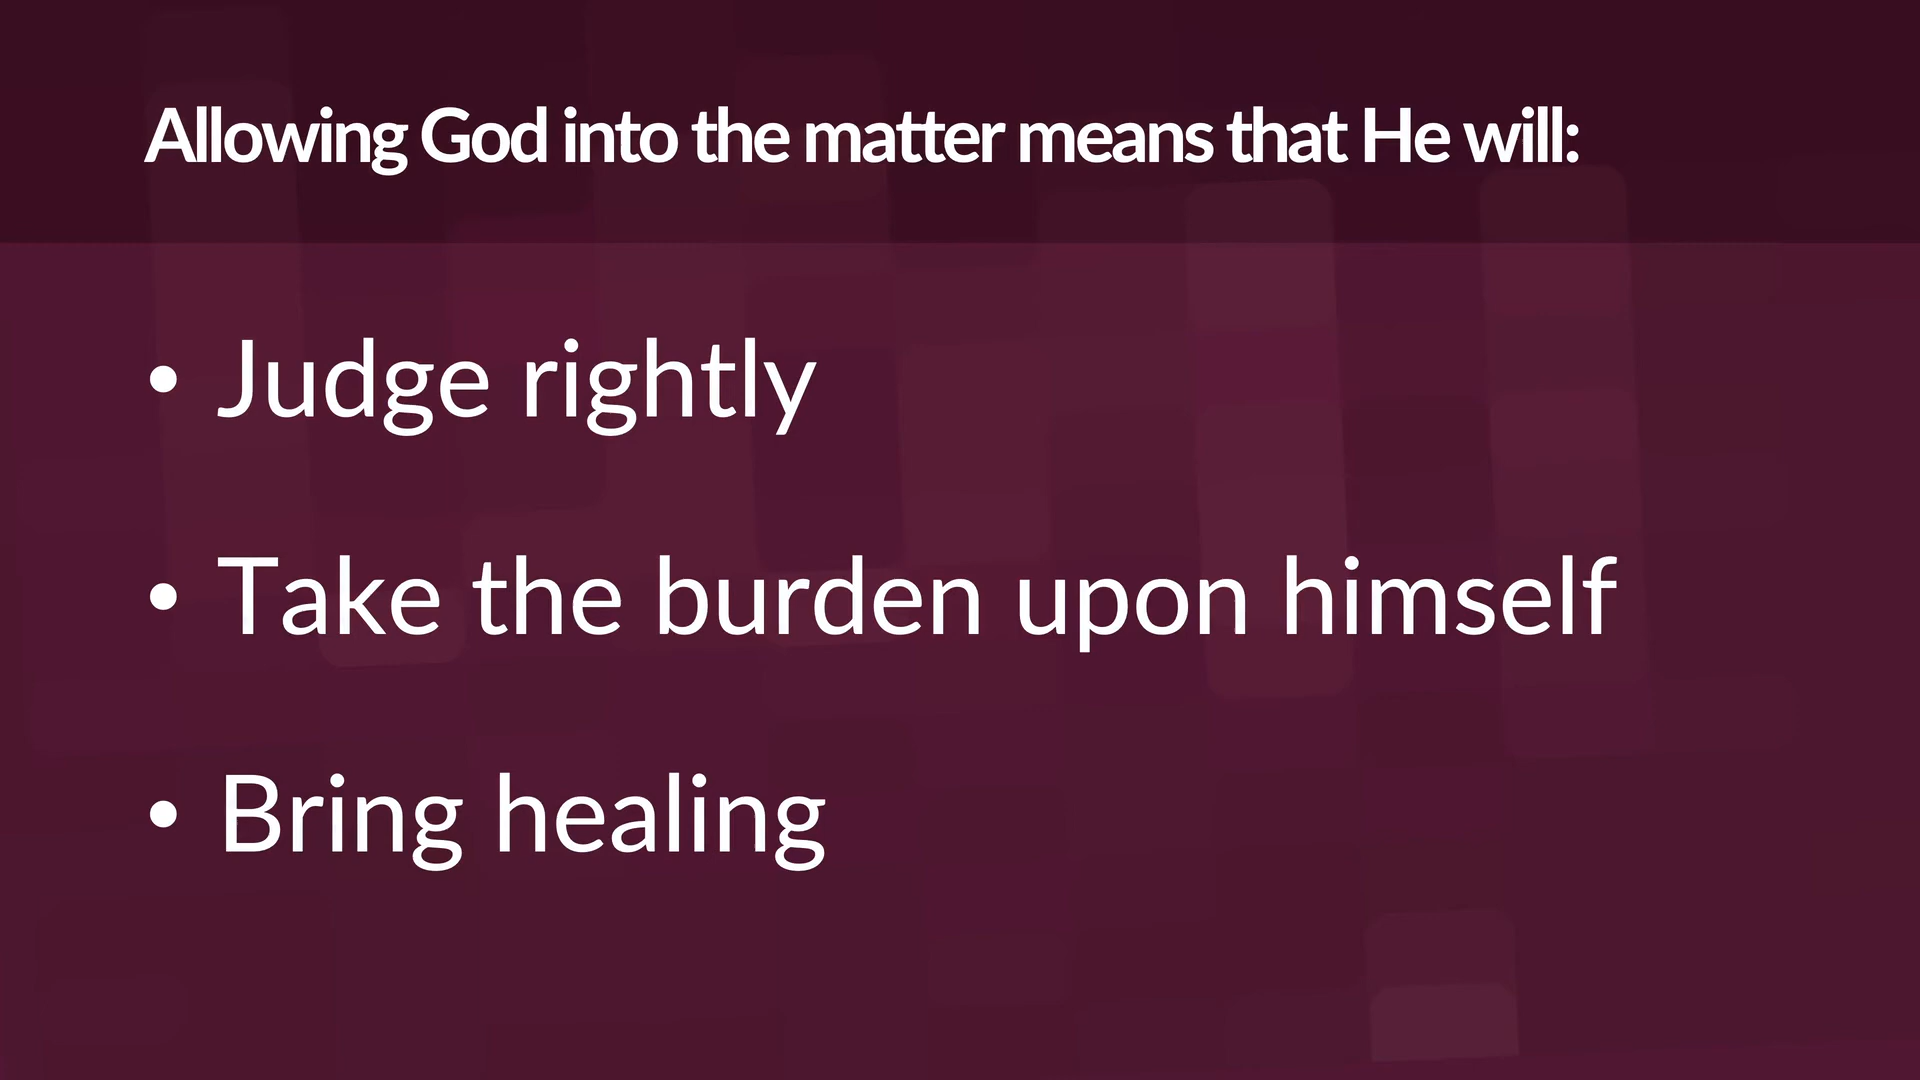 Allowing God into the matter means that He will:
• Judge rightly
• Take the burden upon himself
• Bring healing